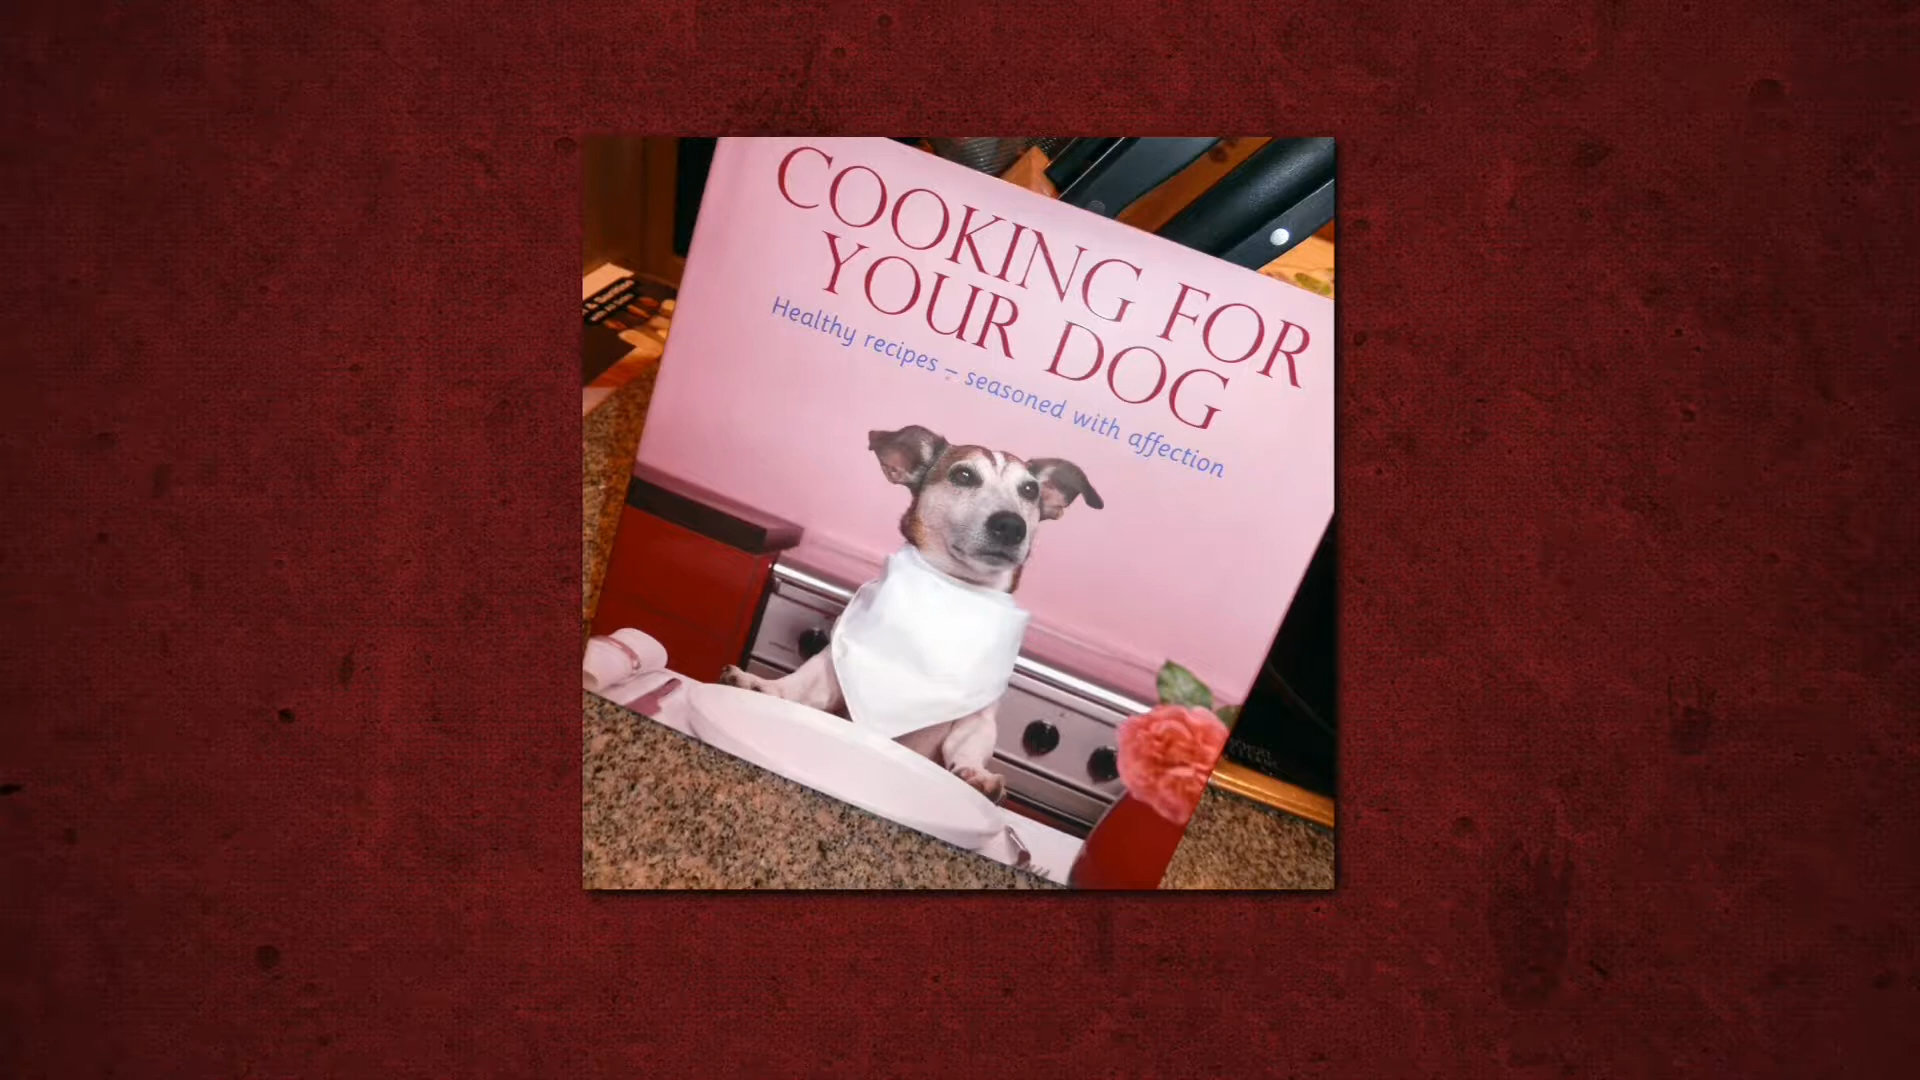 COOKING FOR
YOUR DOG
Healthy recipes – seasoned with affection